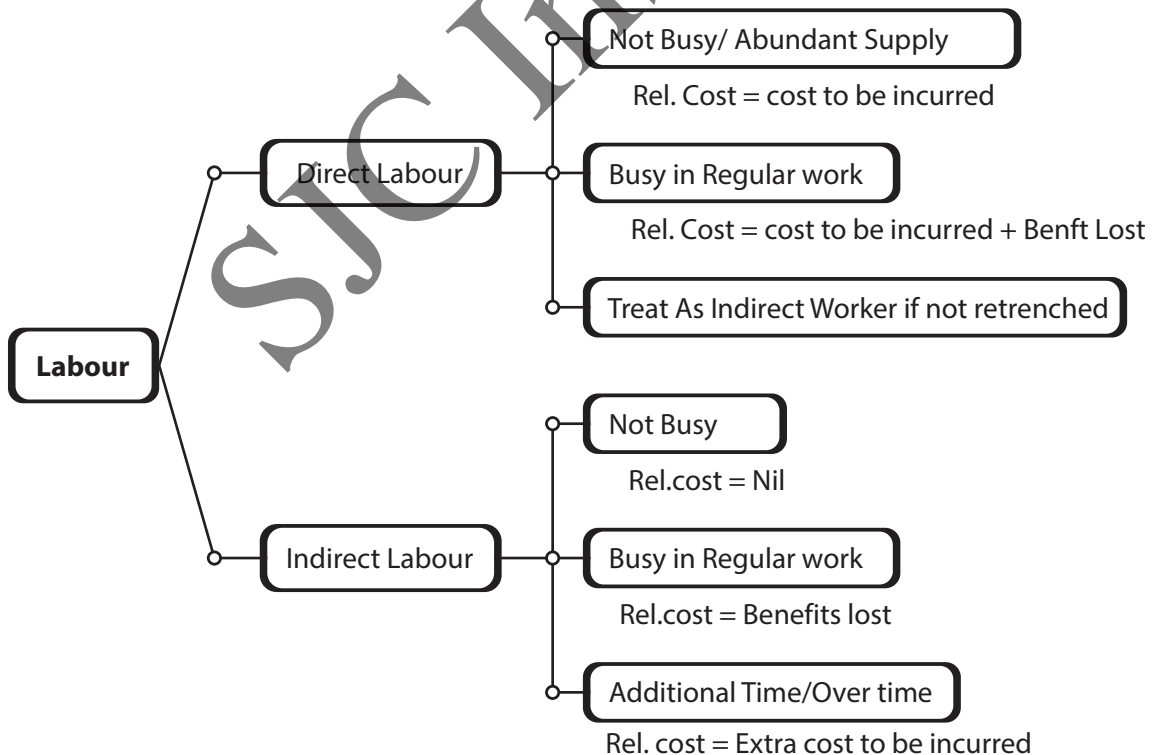 Not Busy/ Abundant Supply
Rel. Cost = cost to be incurred
Direct Labour
Busy in Regular work
Rel. Cost = cost to be incurred + Benft Lost
Treat As Indirect Worker if not retrenched
Labour
Not Busy
Rel.cost = Nil
Indirect Labour
Busy in Regular work
Rel.cost = Benefits lost
Additional Time/Over time
Rel. cost = Extra cost to be incurred
SJC